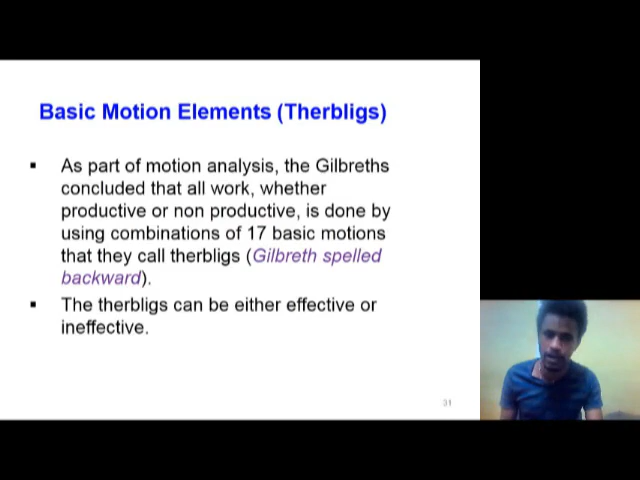 Basic Motion Elements (Therbligs)
▪ As part of motion analysis, the Gilbreths
concluded that all work, whether
productive or non productive, is done by
using combinations of 17 basic motions
that they call therbligs (Gilbreth spelled
backward).
▪ The therbligs can be either effective or
ineffective.
31